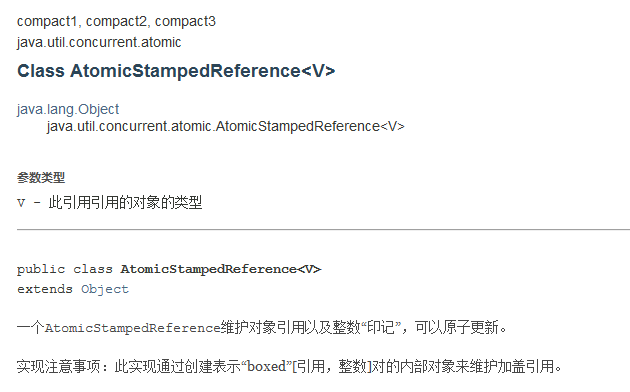 compact1, compact2, compact3
java.util.concurrent.atomic
Class AtomicStampedReference<V>
java.lang.Object
java.util.concurrent.atomic.AtomicStampedReference<V>
参数类型
V - 此引用引用的对象的类型
public class AtomicStampedReference<V>
extends Object
一个AtomicStampedReference维护对象引用以及整数“印记”，可以原子更新。
实现注意事项：此实现通过创建表示“boxed”[引用，整数]对的内部对象来维护加盖引用。